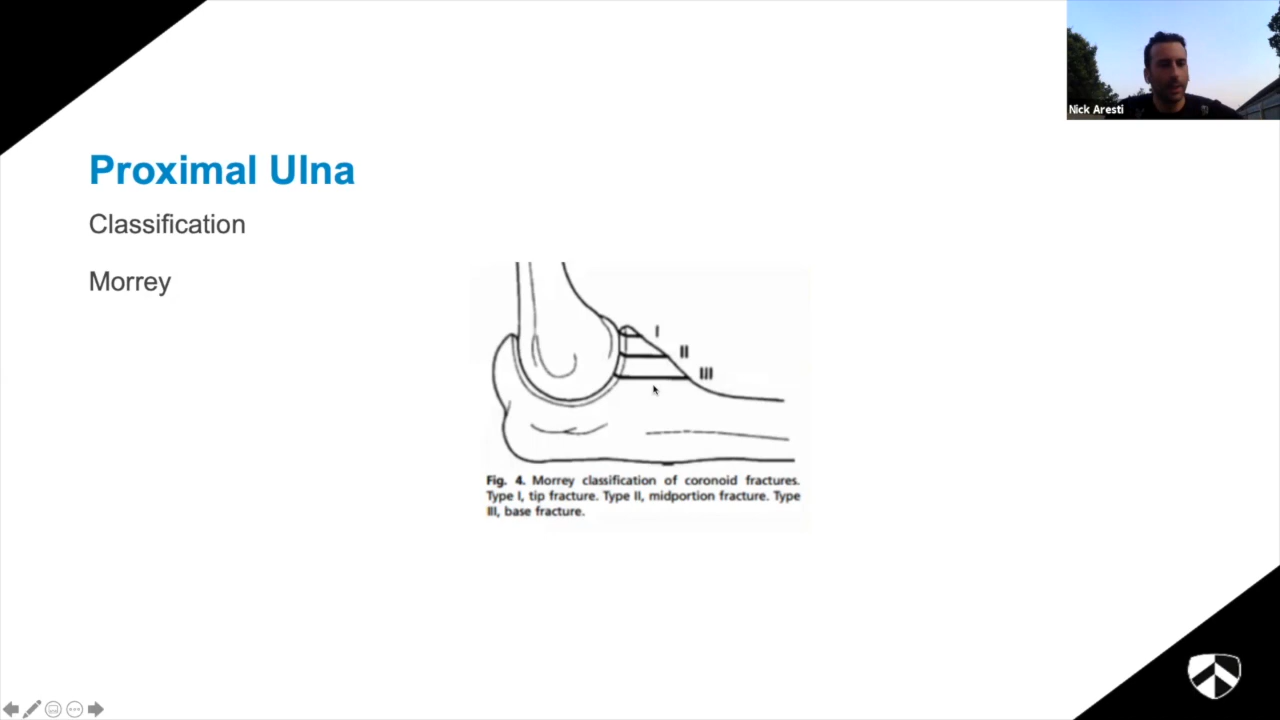 Nick Aresti
Proximal Ulna
Classification
Morrey
I
II
III
Fig. 4. Morrey classification of coronoid fractures.
Type I, tip fracture. Type II, midportion fracture. Type
III, base fracture.